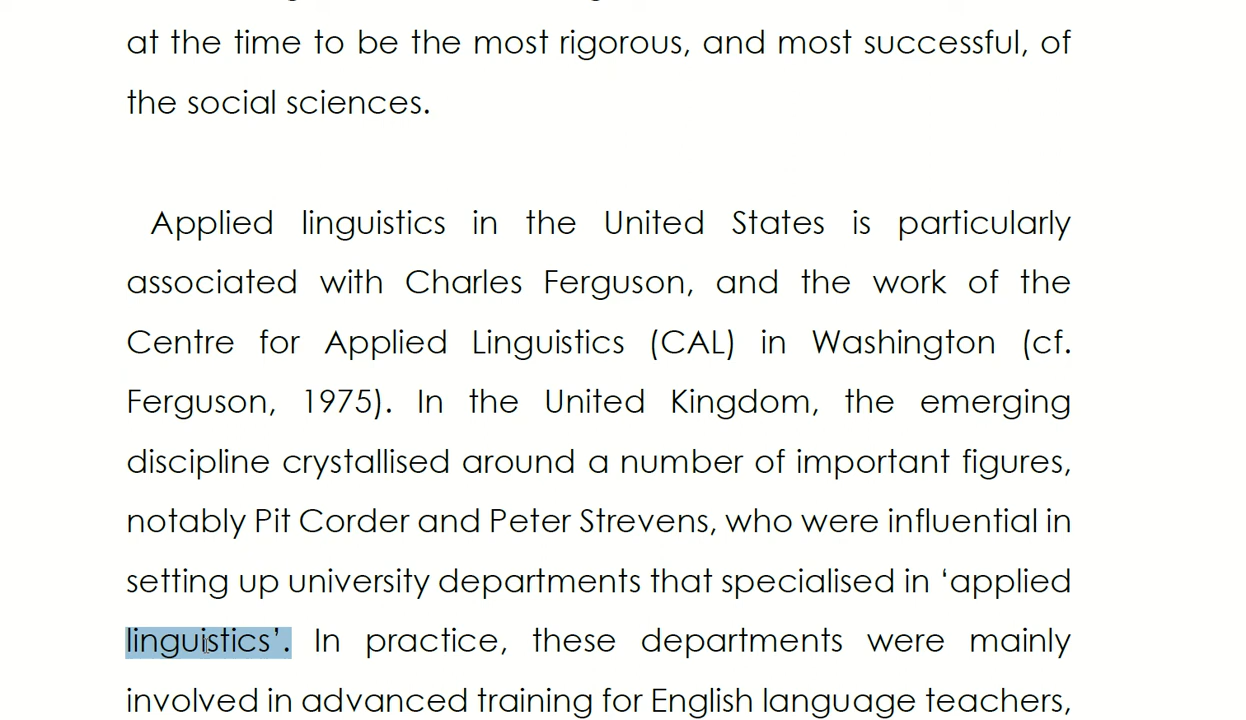 at the time to be the most rigorous, and most successful, of
the social sciences.
Applied linguistics in the United States is particularly
associated with Charles Ferguson, and the work of the
Centre for Applied Linguistics (CAL) in Washington (cf.
Ferguson, 1975). In the United Kingdom, the emerging
discipline crystallised around a number of important figures,
notably Pit Corder and Peter Strevens, who were influential in
setting up university departments that specialised in ‘applied
linguistics’. In practice, these departments were mainly
involved in advanced training for English language teachers,